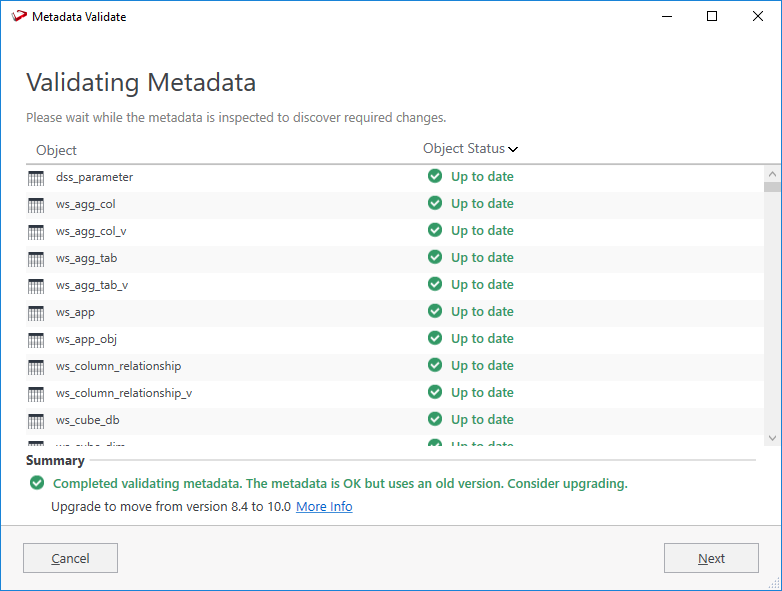 Metadata Validate
Validating Metadata
Please wait while the metadata is inspected to discover required changes.
Object Object Status
dss_parameter Up to date
ws_agg_col Up to date
ws_agg_col_v Up to date
ws_agg_tab Up to date
ws_agg_tab_v Up to date
ws_app Up to date
ws_app_obj Up to date
ws_column_relationship Up to date
ws_column_relationship_v Up to date
ws_cube_db Up to date
ws_cube_dim Up to date
Summary
Completed validating metadata. The metadata is OK but uses an old version. Consider upgrading.
Upgrade to move from version 8.4 to 10.0 More Info
Cancel Next